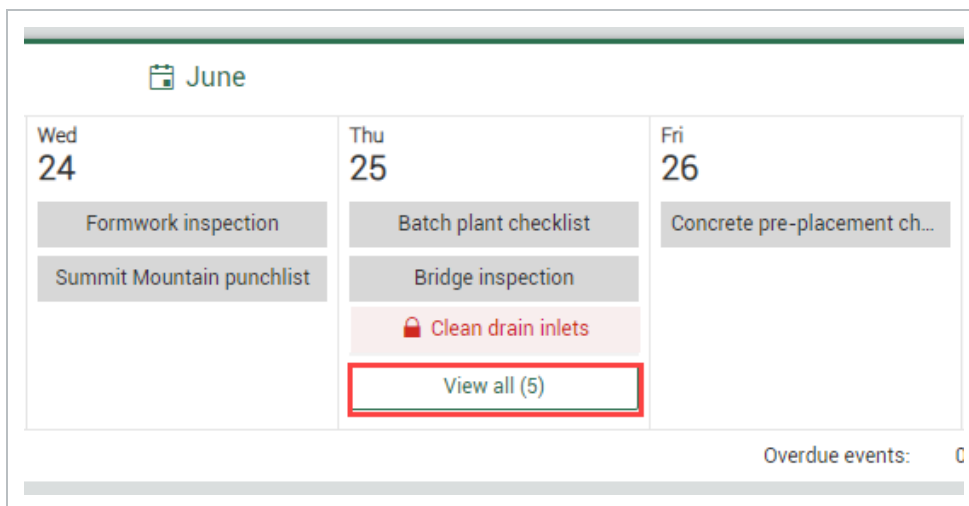 June
Wed
24
Formwork inspection
Summit Mountain punchlist
Thu
25
Batch plant checklist
Bridge inspection
Clean drain inlets
View all (5)
Fri
26
Concrete pre-placement ch...
Overdue events: 0